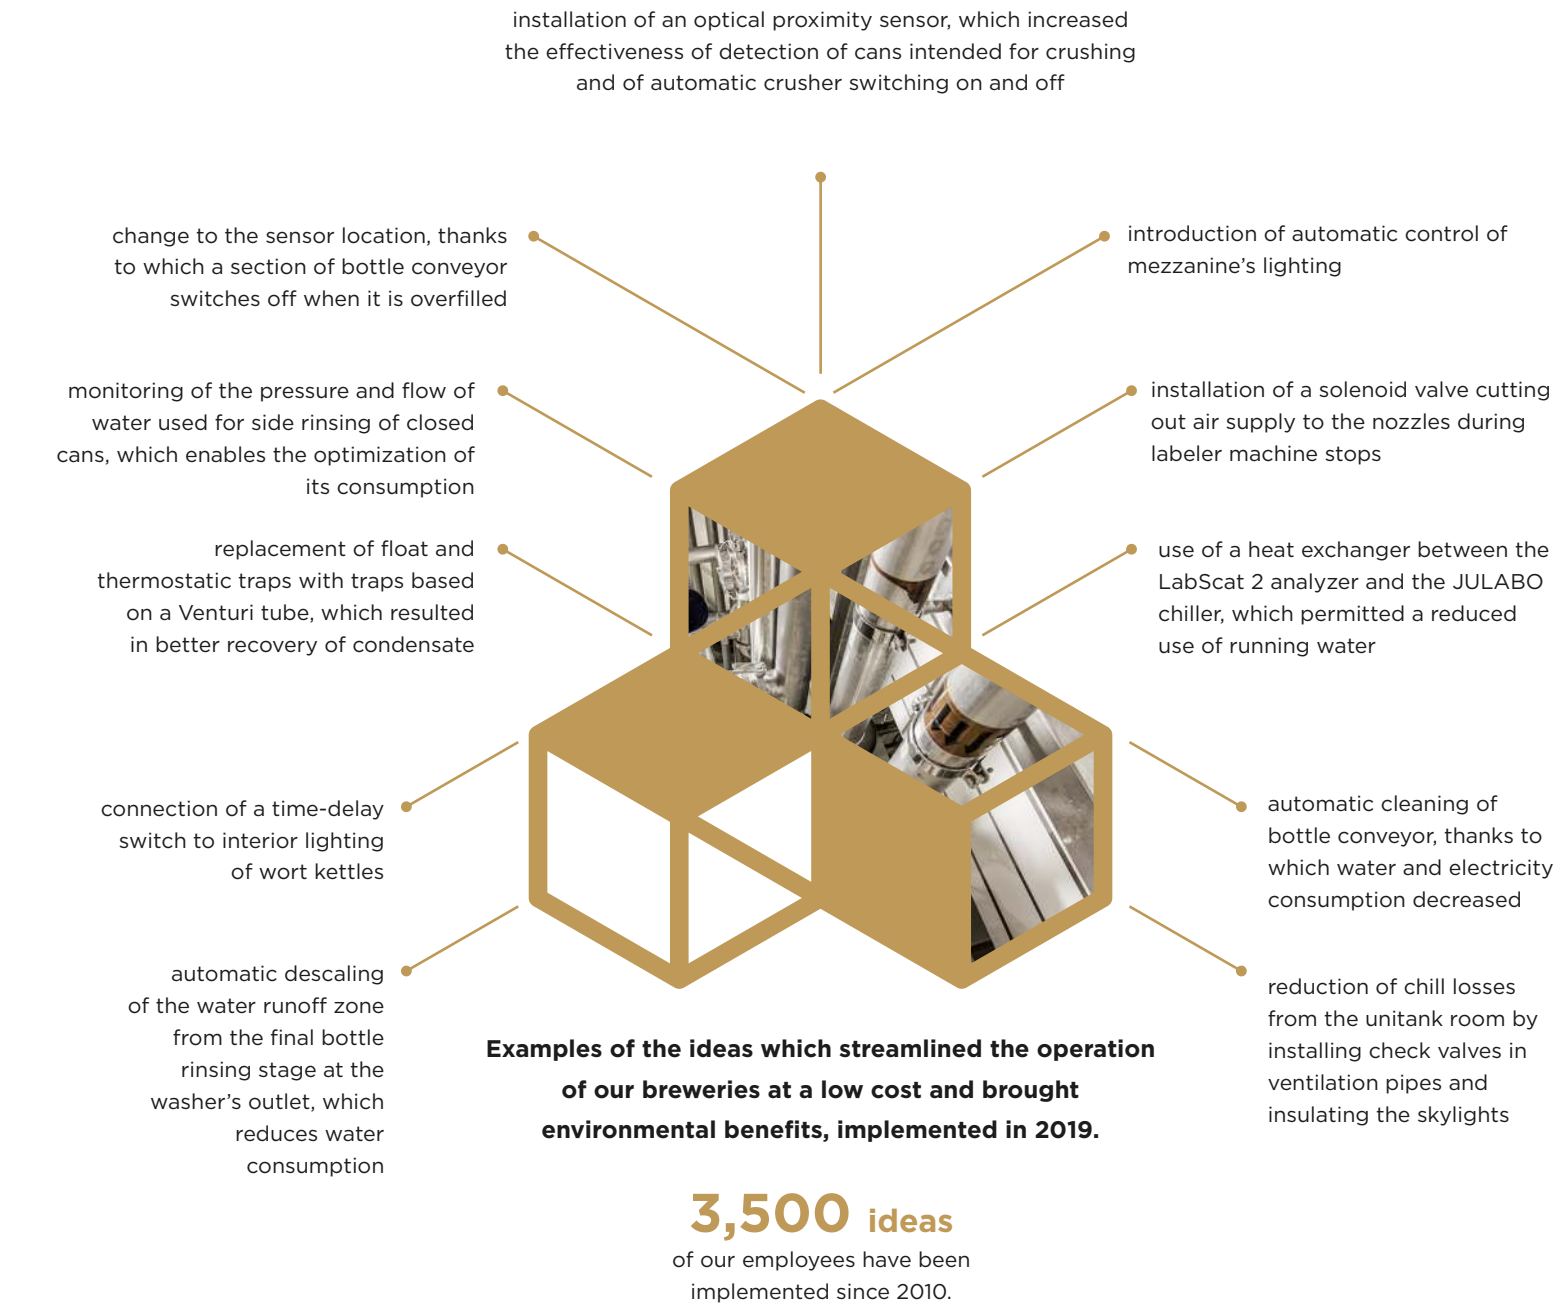 installation of an optical proximity sensor, which increased
the effectiveness of detection of cans intended for crushing
and of automatic crusher switching on and off
change to the sensor location, thanks
to which a section of bottle conveyor
switches off when it is overfilled
monitoring of the pressure and flow of
water used for side rinsing of closed
cans, which enables the optimization of
its consumption
replacement of float and
thermostatic traps with traps based
on a Venturi tube, which resulted
in better recovery of condensate
connection of a time-delay
switch to interior lighting
of wort kettles
automatic descaling
of the water runoff zone
from the final bottle
rinsing stage at the
washer's outlet, which
reduces water
consumption
introduction of automatic control of
mezzanine's lighting
installation of a solenoid valve cutting
out air supply to the nozzles during
labeler machine stops
use of a heat exchanger between the
LabScat 2 analyzer and the JULABO
chiller, which permitted a reduced
use of running water
automatic cleaning of
bottle conveyor, thanks to
which water and electricity
consumption decreased
reduction of chill losses
from the unitank room by
installing check valves in
ventilation pipes and
insulating the skylights
Examples of the ideas which streamlined the operation
of our breweries at a low cost and brought
environmental benefits, implemented in 2019.
3,500 ideas
of our employees have been
implemented since 2010.